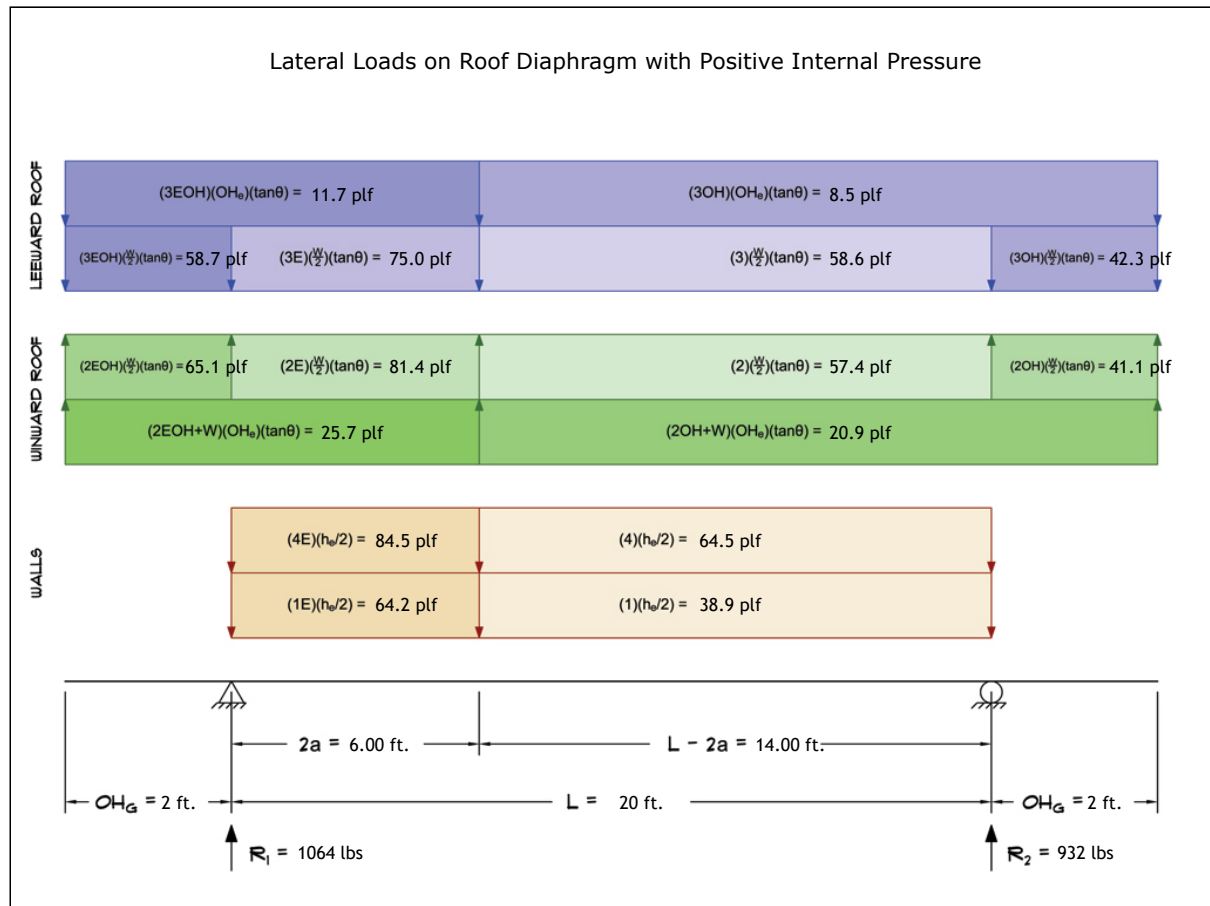 Lateral Loads on Roof Diaphragm with Positive Internal Pressure
LEEWARD ROOF
(3EOH)(OHₑ)(tanθ) = 11.7 plf
(3OH)(OHₑ)(tanθ) = 8.5 plf
(3EOH)(W/2)(tanθ) = 58.7 plf
(3E)(W/2)(tanθ) = 75.0 plf
(3)(W/2)(tanθ) = 58.6 plf
(3OH)(W/2)(tanθ) = 42.3 plf
WINWARD ROOF
(2EOH)(W/2)(tanθ) = 65.1 plf
(2E)(W/2)(tanθ) = 81.4 plf
(2)(W/2)(tanθ) = 57.4 plf
(2OH)(W/2)(tanθ) = 41.1 plf
(2EOH+W)(OHₑ)(tanθ) = 25.7 plf
(2OH+W)(OHₑ)(tanθ) = 20.9 plf
WALLS
(4E)(hₑ/2) = 84.5 plf
(4)(hₑ/2) = 64.5 plf
(1E)(hₑ/2) = 64.2 plf
(1)(hₑ/2) = 38.9 plf
2a = 6.00 ft.
L - 2a = 14.00 ft.
OH_G = 2 ft.
L = 20 ft.
OH_G = 2 ft.
R₁ = 1064 lbs
R₂ = 932 lbs